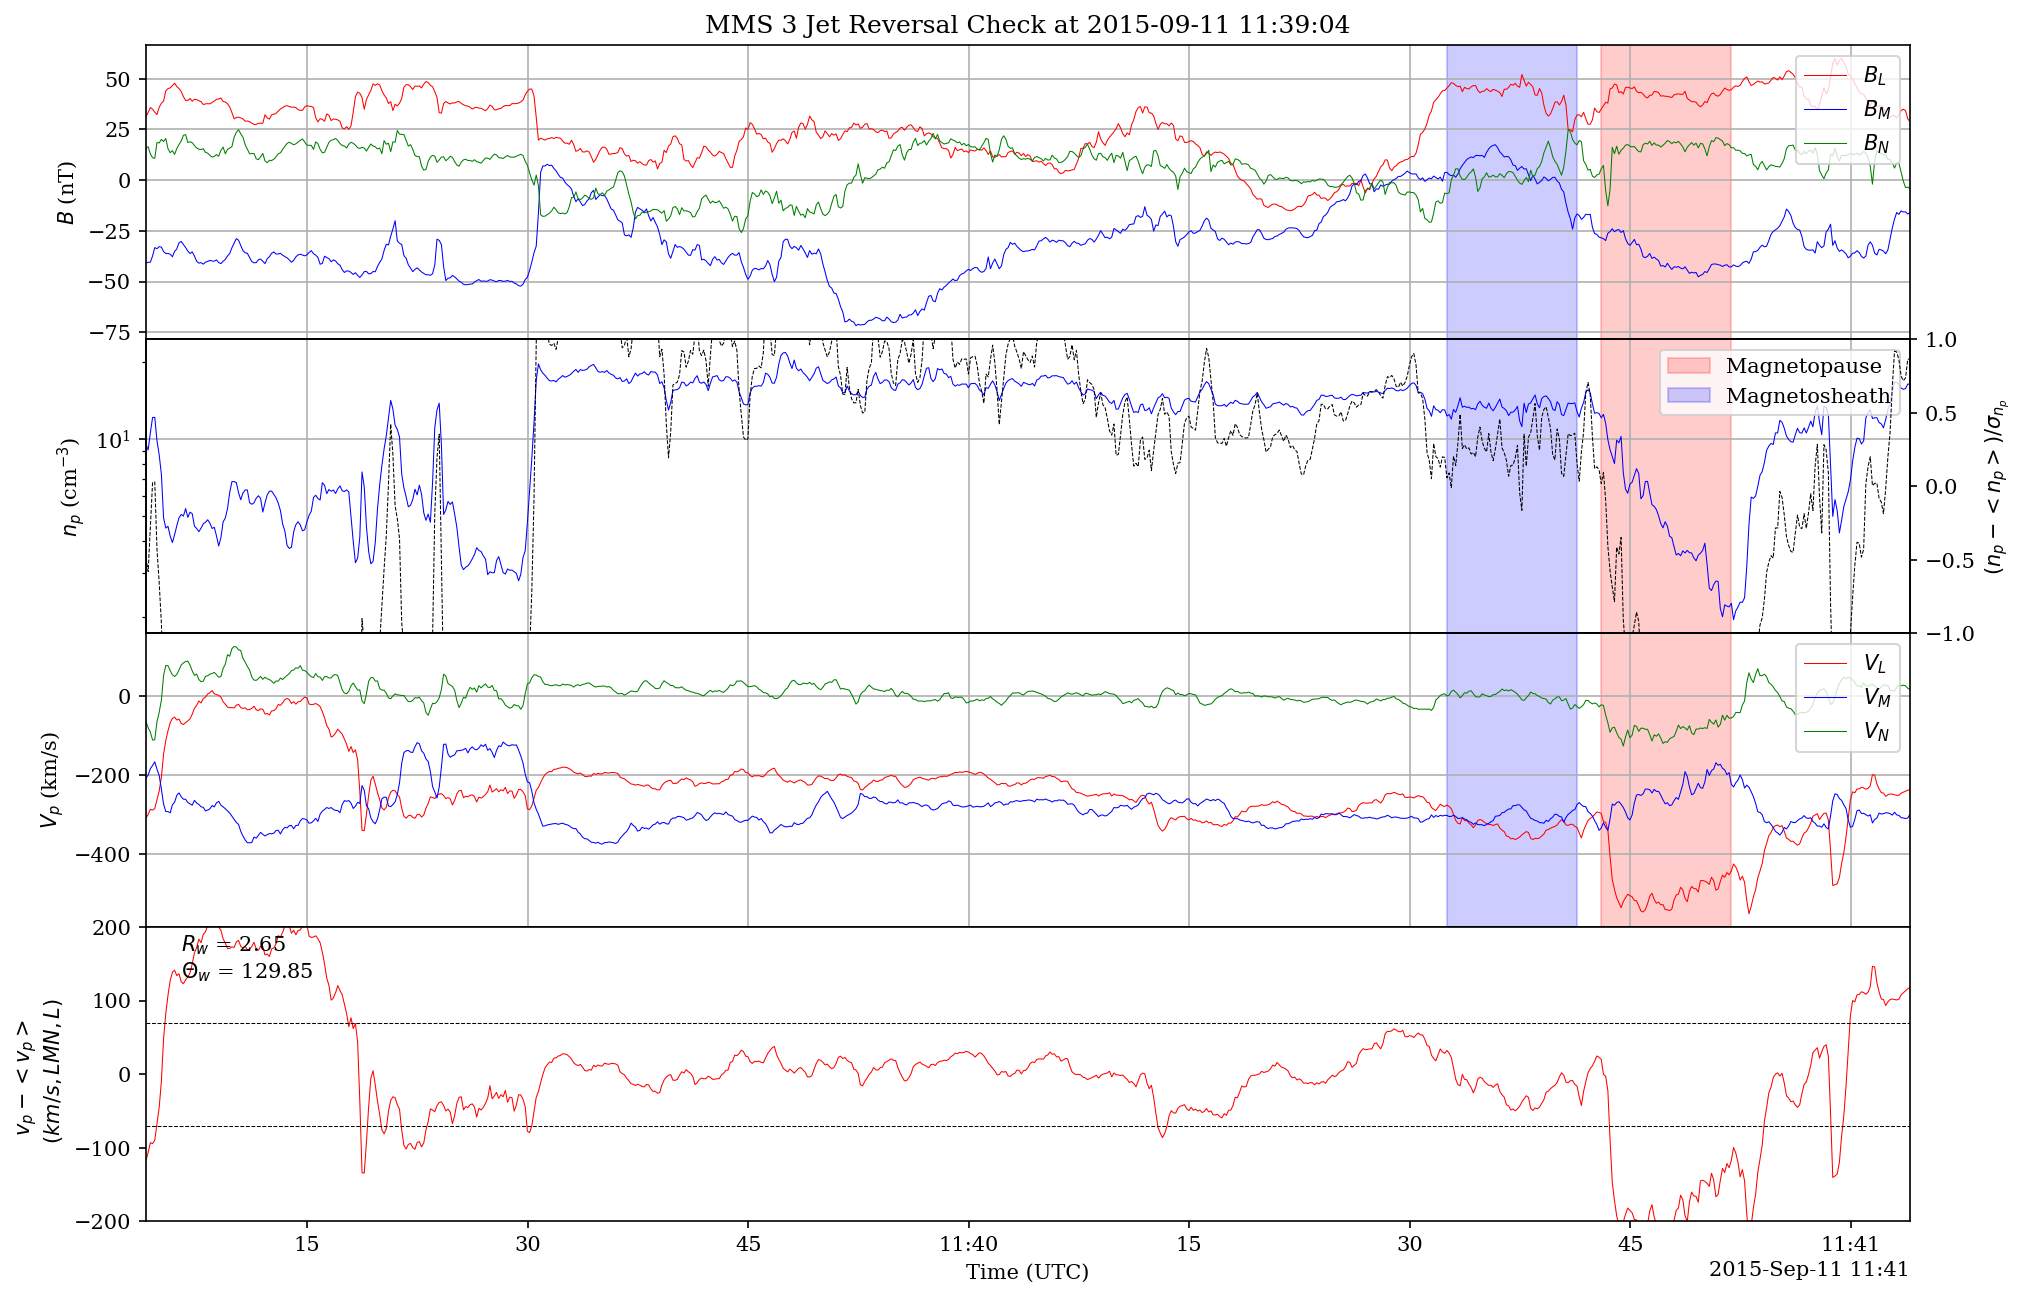 MMS 3 Jet Reversal Check at 2015-09-11 11:39:04
50
25
0
−25
−50
−75
B (nT)
B_L
B_M
B_N
10^1
n_p (cm^{−3})
1.0
0.5
0.0
−0.5
−1.0
(n_p − < n_p >)/σ_{n_p}
Magnetopause
Magnetosheath
0
−200
−400
V_p (km/s)
V_L
V_M
V_N
200
100
0
−100
−200
v_p − < v_p >
(km/s, LMN, L)
R_w = 2.65
Θ_w = 129.85
15
30
45
11:40
15
30
45
11:41
Time (UTC)
2015-Sep-11 11:41